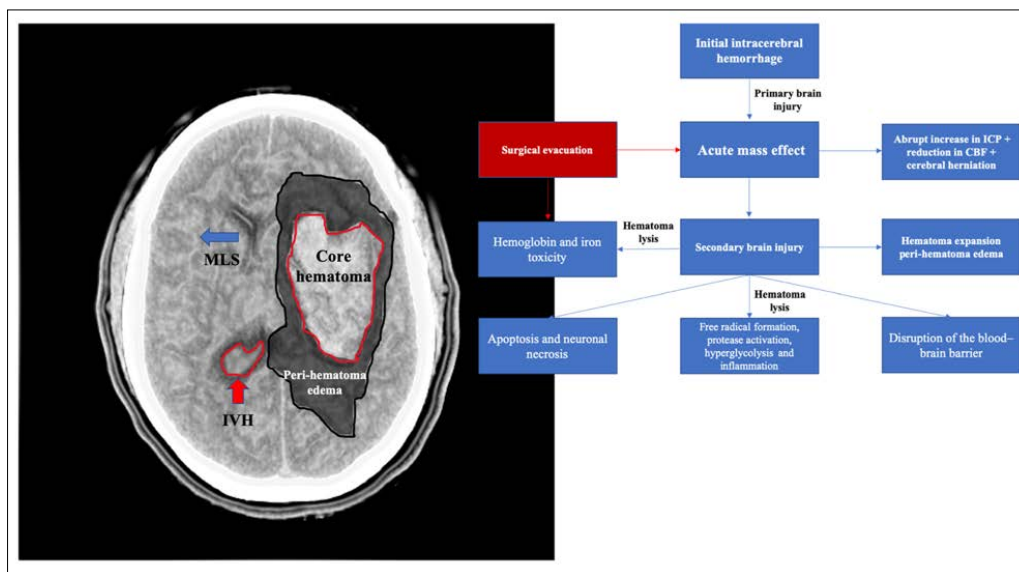 MLS
Core
hematoma
Peri-hematoma
edema
IVH
Initial intracerebral
hemorrhage
Primary brain
injury
Surgical evacuation
Acute mass effect
Abrupt increase in ICP +
reduction in CBF +
cerebral herniation
Hemoglobin and iron
toxicity
Hematoma
lysis
Secondary brain injury
Hematoma expansion
peri-hematoma edema
Hematoma
lysis
Apoptosis and neuronal
necrosis
Free radical formation,
protease activation,
hyperglycolysis and
inflammation
Disruption of the blood–
brain barrier